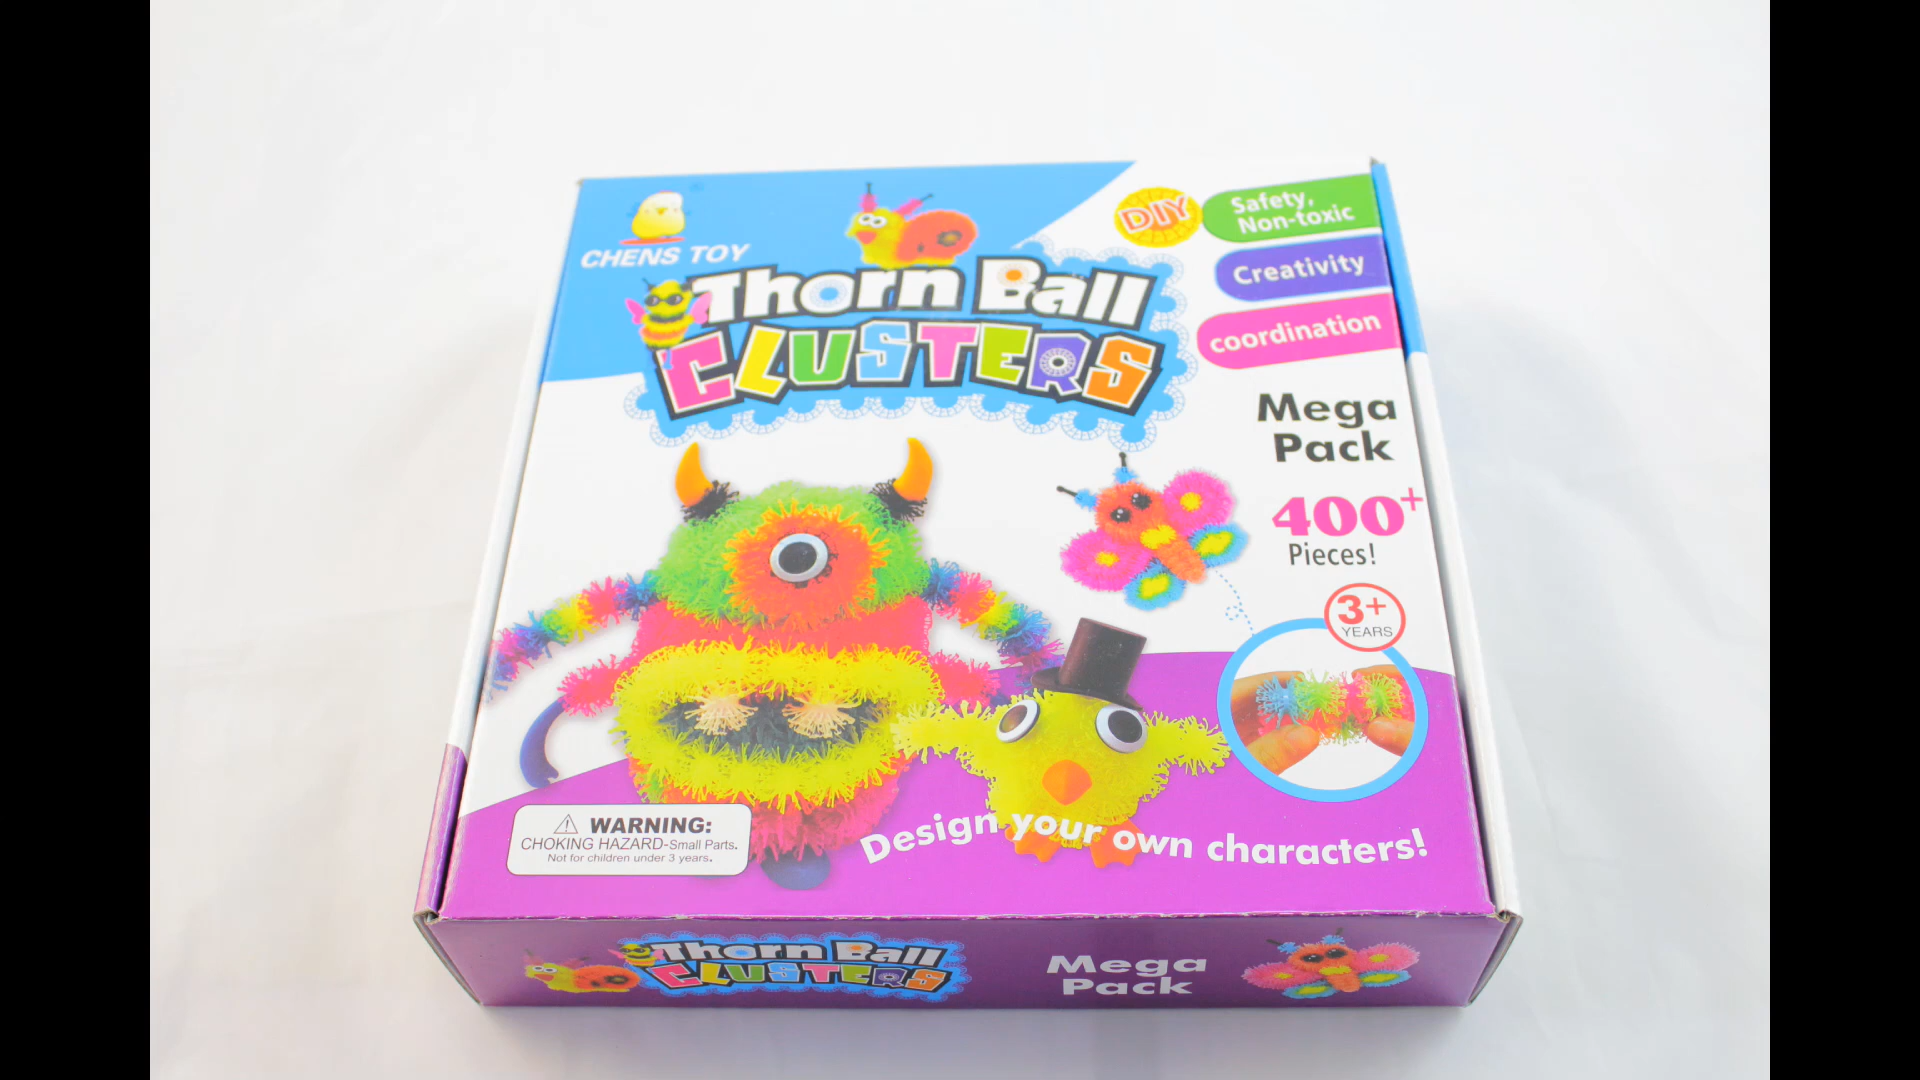 CHENS TOY
Thorn Ball
CLUSTERS
DIY
Safety,
Non-toxic
Creativity
coordination
Mega
Pack
400+
Pieces!
3+
YEARS
WARNING:
CHOKING HAZARD-Small Parts.
Not for children under 3 years.
Design your own characters!
Thorn Ball
CLUSTERS
Mega
Pack